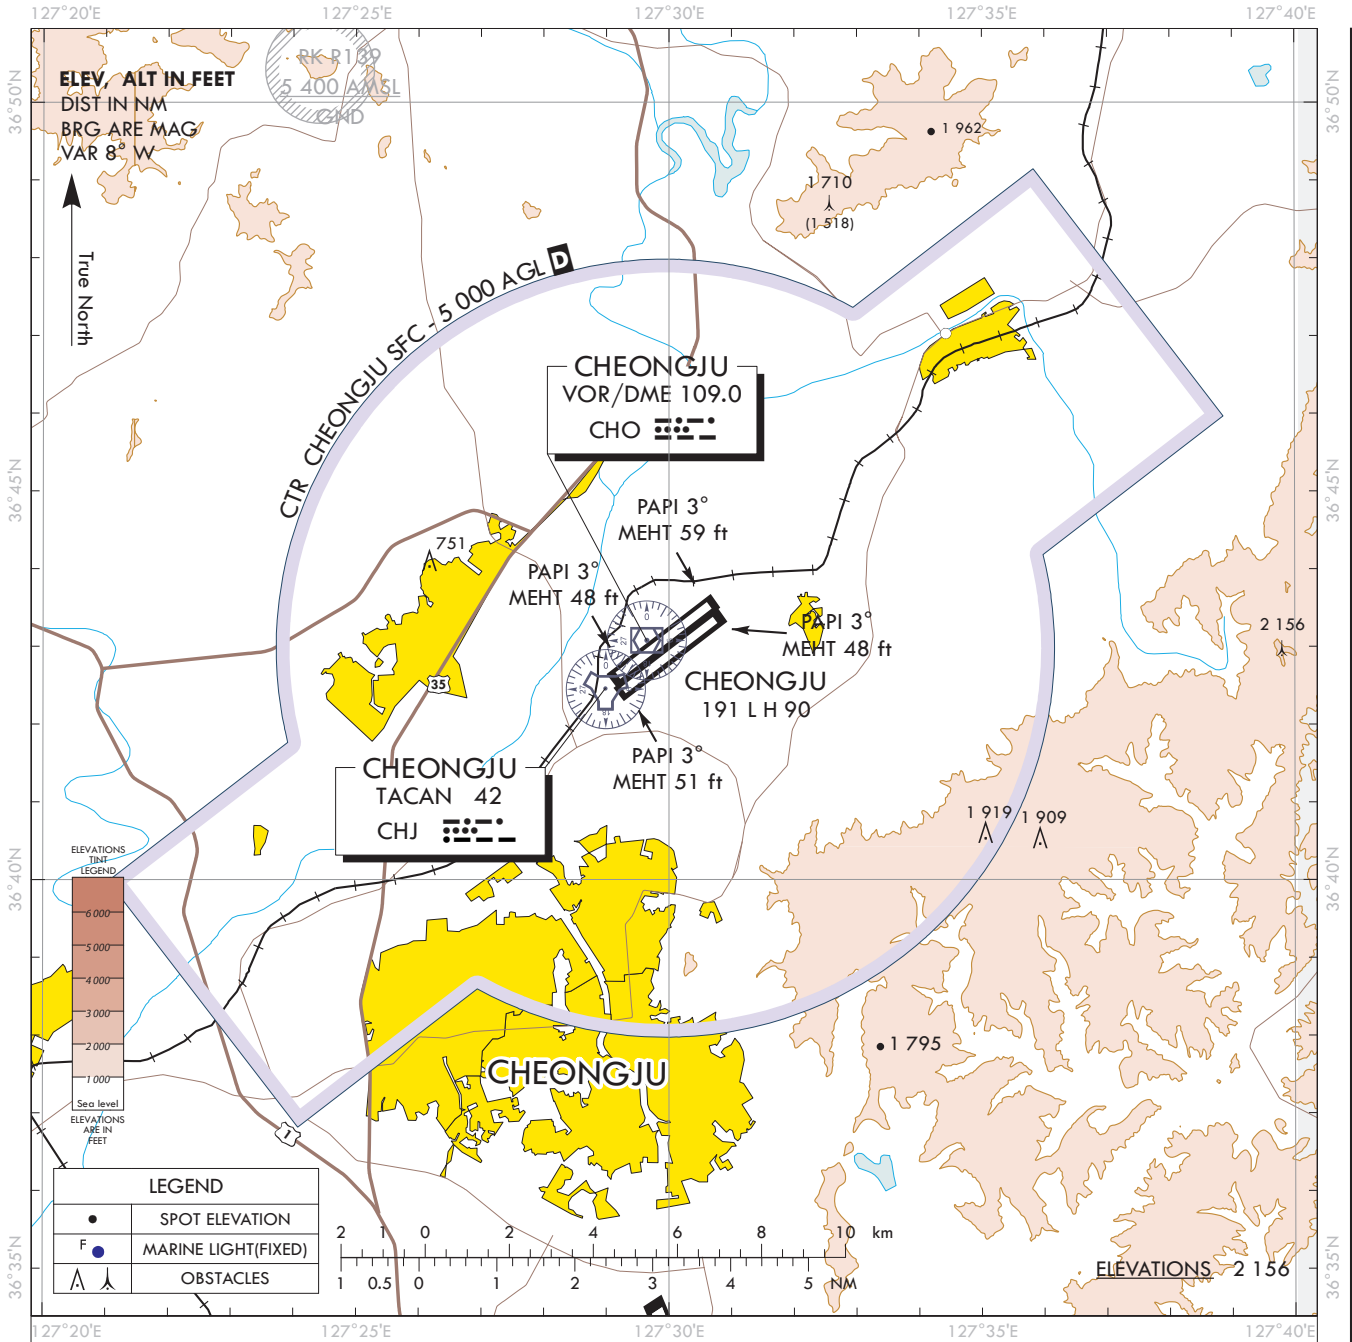 127°20'E
127°25'E
127°30'E
127°35'E
127°40'E
36°50'N
36°50'N
RK R139
5 400 AMSL
GND
ELEV, ALT IN FEET
DIST IN NM
BRG ARE MAG
VAR 8° W
True North
1 962
1 710
(1 518)
CTR CHEONGJU SFC - 5 000 AGL D
CHEONGJU
VOR/DME 109.0
CHO
36°45'N
36°45'N
PAPI 3°
MEHT 59 ft
751
PAPI 3°
MEHT 48 ft
PAPI 3°
MEHT 48 ft
2 156
0
27
0
27
18
35
CHEONGJU
191 L H 90
PAPI 3°
MEHT 51 ft
CHEONGJU
TACAN 42
CHJ
1 919
1 909
36°40'N
36°40'N
ELEVATIONS
TINT
LEGEND
6 000
5 000
4 000
3 000
2 000
1 000
Sea level
ELEVATIONS
ARE IN
FEET
1 795
CHEONGJU
1
LEGEND
SPOT ELEVATION
F
MARINE LIGHT(FIXED)
OBSTACLES
2 1 0 2 4 6 8 10 km
1 0.5 0 1 2 3 4 5 NM
ELEVATIONS 2 156
36°35'N
36°35'N
127°20'E
127°25'E
127°30'E
127°35'E
127°40'E